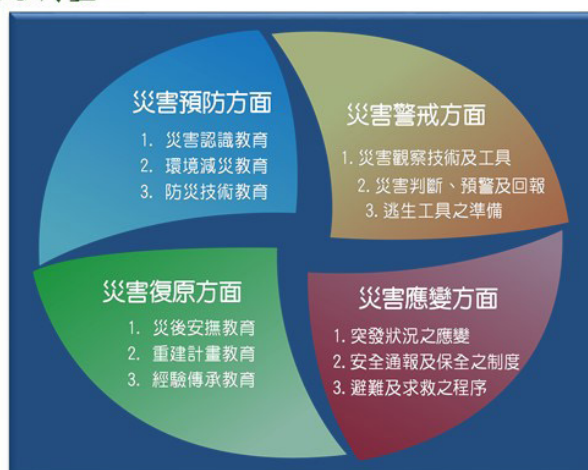 災害預防方面
1. 災害認識教育
2. 環境減災教育
3. 防災技術教育
災害警戒方面
1. 災害觀察技術及工具
2. 災害判斷、預警及回報
3. 逃生工具之準備
災害復原方面
1. 災後安撫教育
2. 重建計畫教育
3. 經驗傳承教育
災害應變方面
1. 突發狀況之應變
2. 安全通報及保全之制度
3. 避難及求救之程序